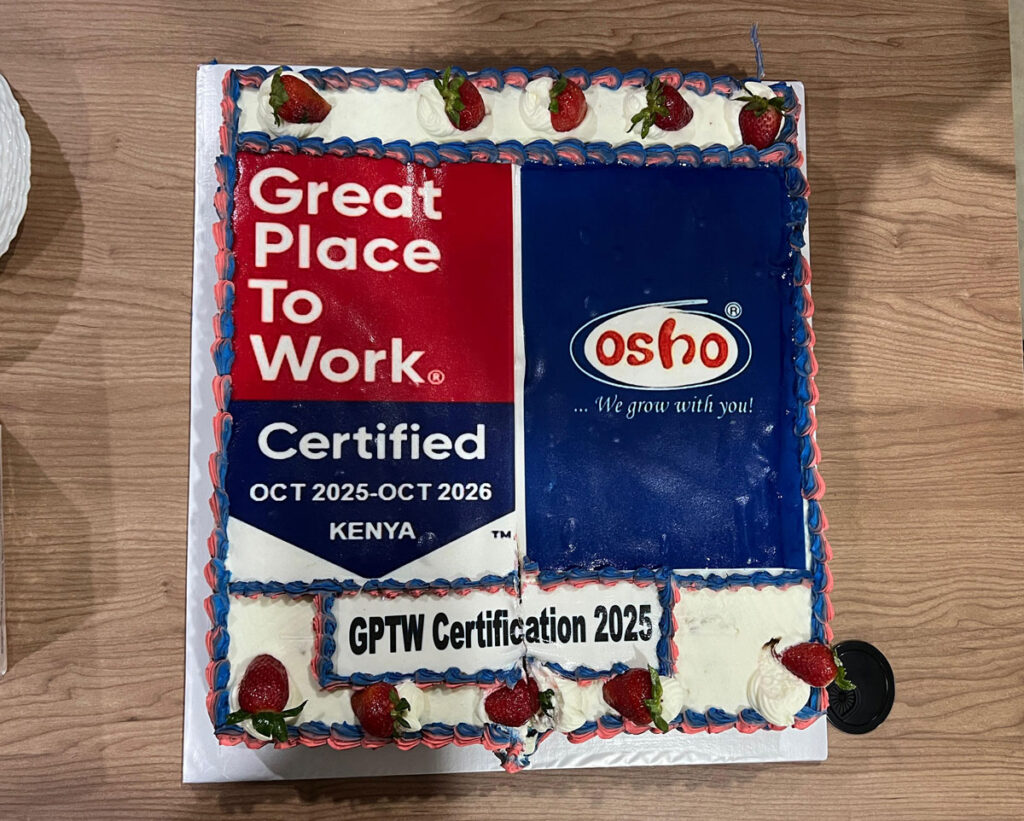 Great
Place
To
Work®
Certified
OCT 2025-OCT 2026
KENYA
™
osho®
... We grow with you!
GPTW Certification 2025